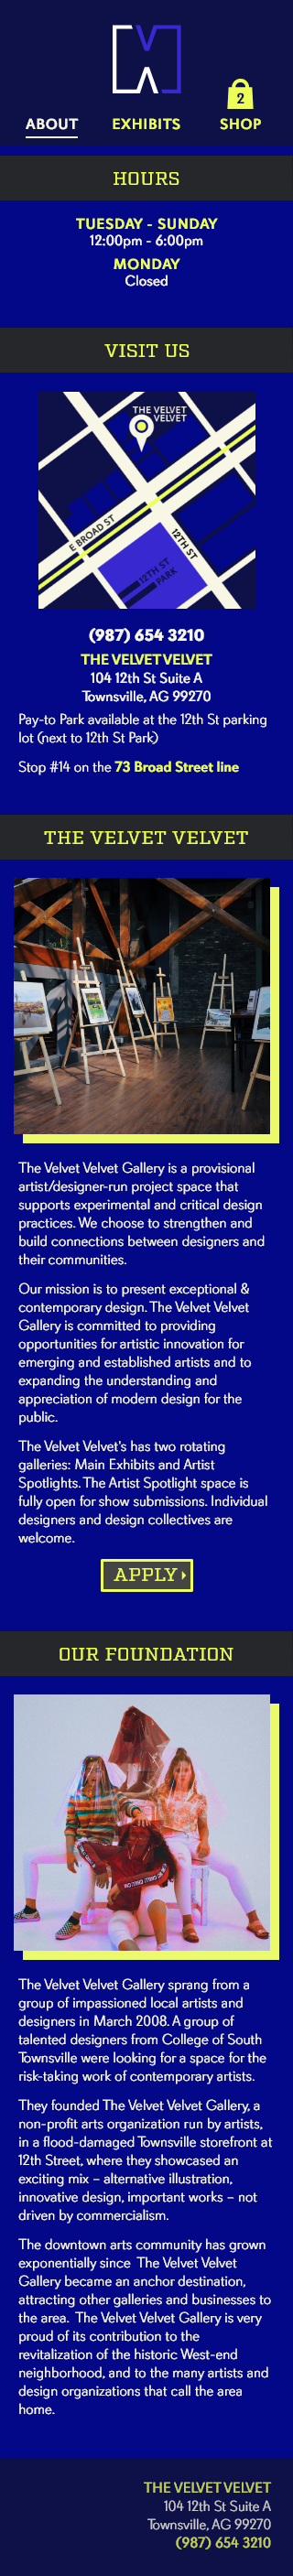 2
ABOUT EXHIBITS SHOP
HOURS
TUESDAY - SUNDAY
12:00pm - 6:00pm
MONDAY
Closed
VISIT US
THE VELVET
VELVET
E BROAD ST
12TH ST
12TH ST
PARK
(987) 654 3210
THE VELVET VELVET
104 12th St Suite A
Townsville, AG 99270
Pay-to Park available at the 12th St parking
lot (next to 12th St Park)
Stop #14 on the 73 Broad Street line
THE VELVET VELVET
The Velvet Velvet Gallery is a provisional
artist/designer-run project space that
supports experimental and critical design
practices. We choose to strengthen and
build connections between designers and
their communities.
Our mission is to present exceptional &
contemporary design. The Velvet Velvet
Gallery is committed to providing
opportunities for artistic innovation for
emerging and established artists and to
expanding the understanding and
appreciation of modern design for the
public.
The Velvet Velvet's has two rotating
galleries: Main Exhibits and Artist
Spotlights. The Artist Spotlight space is
fully open for show submissions. Individual
designers and design collectives are
welcome.
APPLY
OUR FOUNDATION
The Velvet Velvet Gallery sprang from a
group of impassioned local artists and
designers in March 2008. A group of
talented designers from College of South
Townsville were looking for a space for the
risk-taking work of contemporary artists.
They founded The Velvet Velvet Gallery, a
non-profit arts organization run by artists,
in a flood-damaged Townsville storefront at
12th Street, where they showcased an
exciting mix – alternative illustration,
innovative design, important works – not
driven by commercialism.
The downtown arts community has grown
exponentially since The Velvet Velvet
Gallery became an anchor destination,
attracting other galleries and businesses to
the area. The Velvet Velvet Gallery is very
proud of its contribution to the
revitalization of the historic West-end
neighborhood, and to the many artists and
design organizations that call the area
home.
THE VELVET VELVET
104 12th St Suite A
Townsville, AG 99270
(987) 654 3210